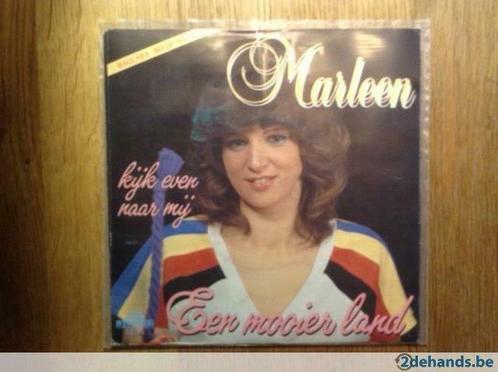 Marleen
kijk even
naar mij
Een mooier land
2dehands.be